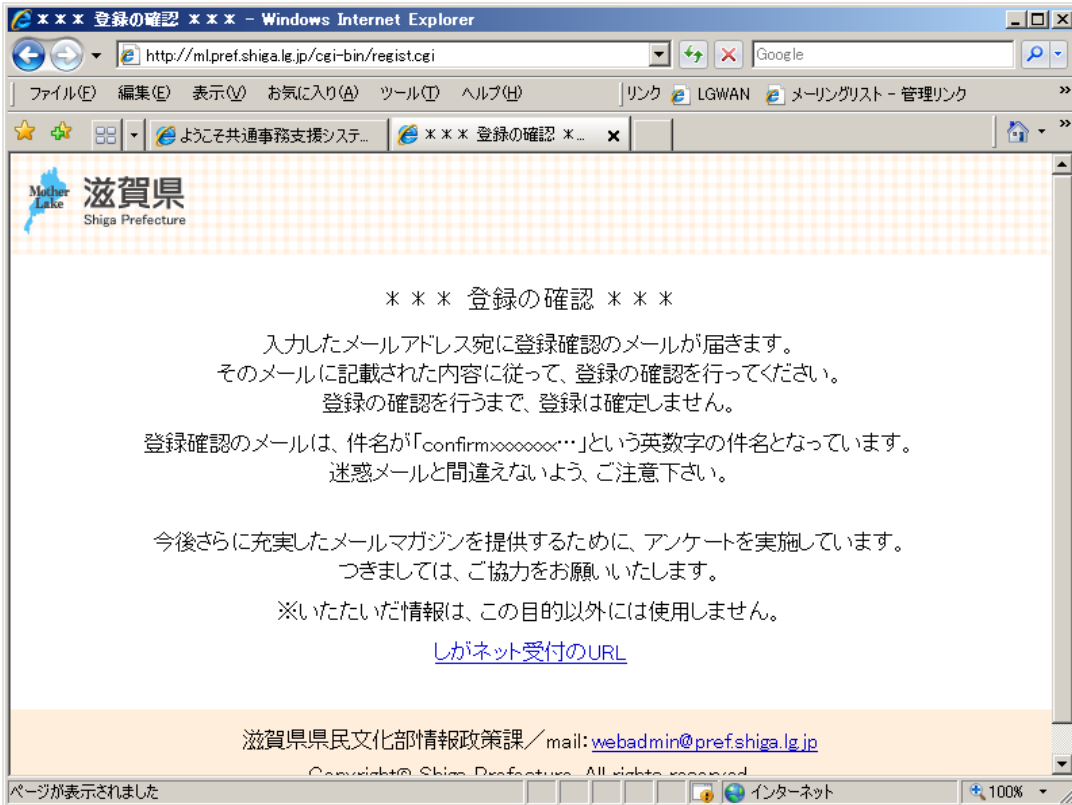 ＊＊＊ 登録の確認 ＊＊＊ - Windows Internet Explorer
http://ml.pref.shiga.lg.jp/cgi-bin/regist.cgi
Google
ファイル(F) 編集(E) 表示(V) お気に入り(A) ツール(T) ヘルプ(H) リンク LGWAN メーリングリスト - 管理リンク »
ようこそ共通事務支援システ... ＊＊＊ 登録の確認 ＊... »
Mother Lake
滋賀県
Shiga Prefecture
＊＊＊ 登録の確認 ＊＊＊
入力したメールアドレス宛に登録確認のメールが届きます。
そのメールに記載された内容に従って、登録の確認を行ってください。
登録の確認を行うまで、登録は確定しません。
登録確認のメールは、件名が「confirmxxxxxxx…」という英数字の件名となっています。
迷惑メールと間違えないよう、ご注意下さい。
今後さらに充実したメールマガジンを提供するために、アンケートを実施しています。
つきましては、ご協力をお願いいたします。
※いたたいだ情報は、この目的以外には使用しません。
しがネット受付のURL
滋賀県県民文化部情報政策課／mail: webadmin@pref.shiga.lg.jp
Copyright© Shiga Prefecture. All rights reserved
ページが表示されました インターネット 100%